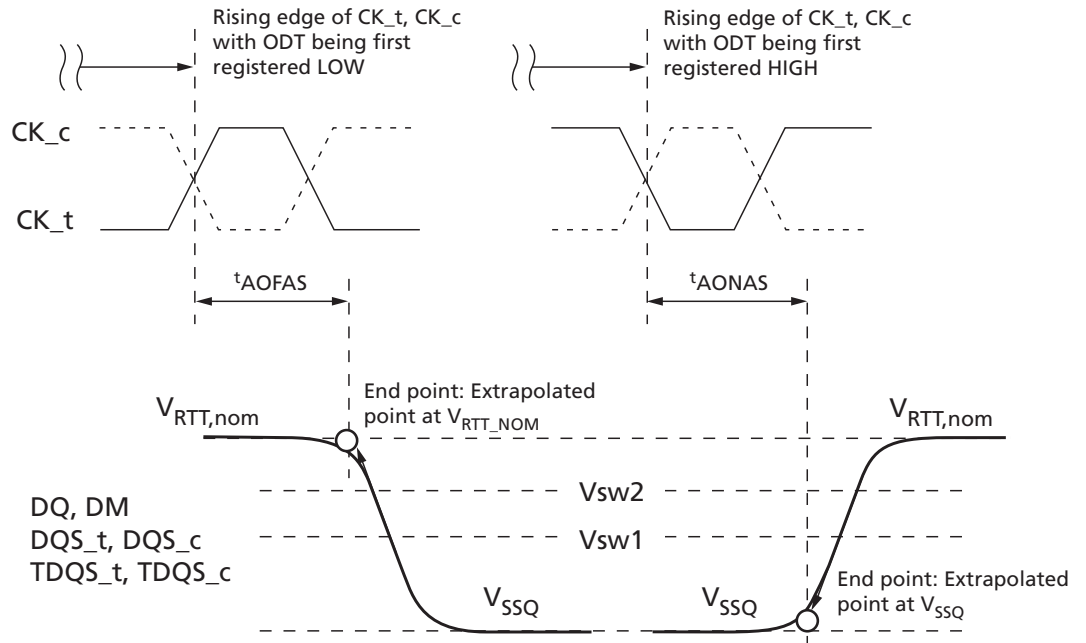 Rising edge of CK_t, CK_c
with ODT being first
registered LOW
Rising edge of CK_t, CK_c
with ODT being first
registered HIGH
CK_c
CK_t
tAOFAS
tAONAS
VRTT,nom
End point: Extrapolated
point at VRTT_NOM
VRTT,nom
Vsw2
DQ, DM
DQS_t, DQS_c
TDQS_t, TDQS_c
Vsw1
VSSQ
VSSQ
End point: Extrapolated
point at VSSQ